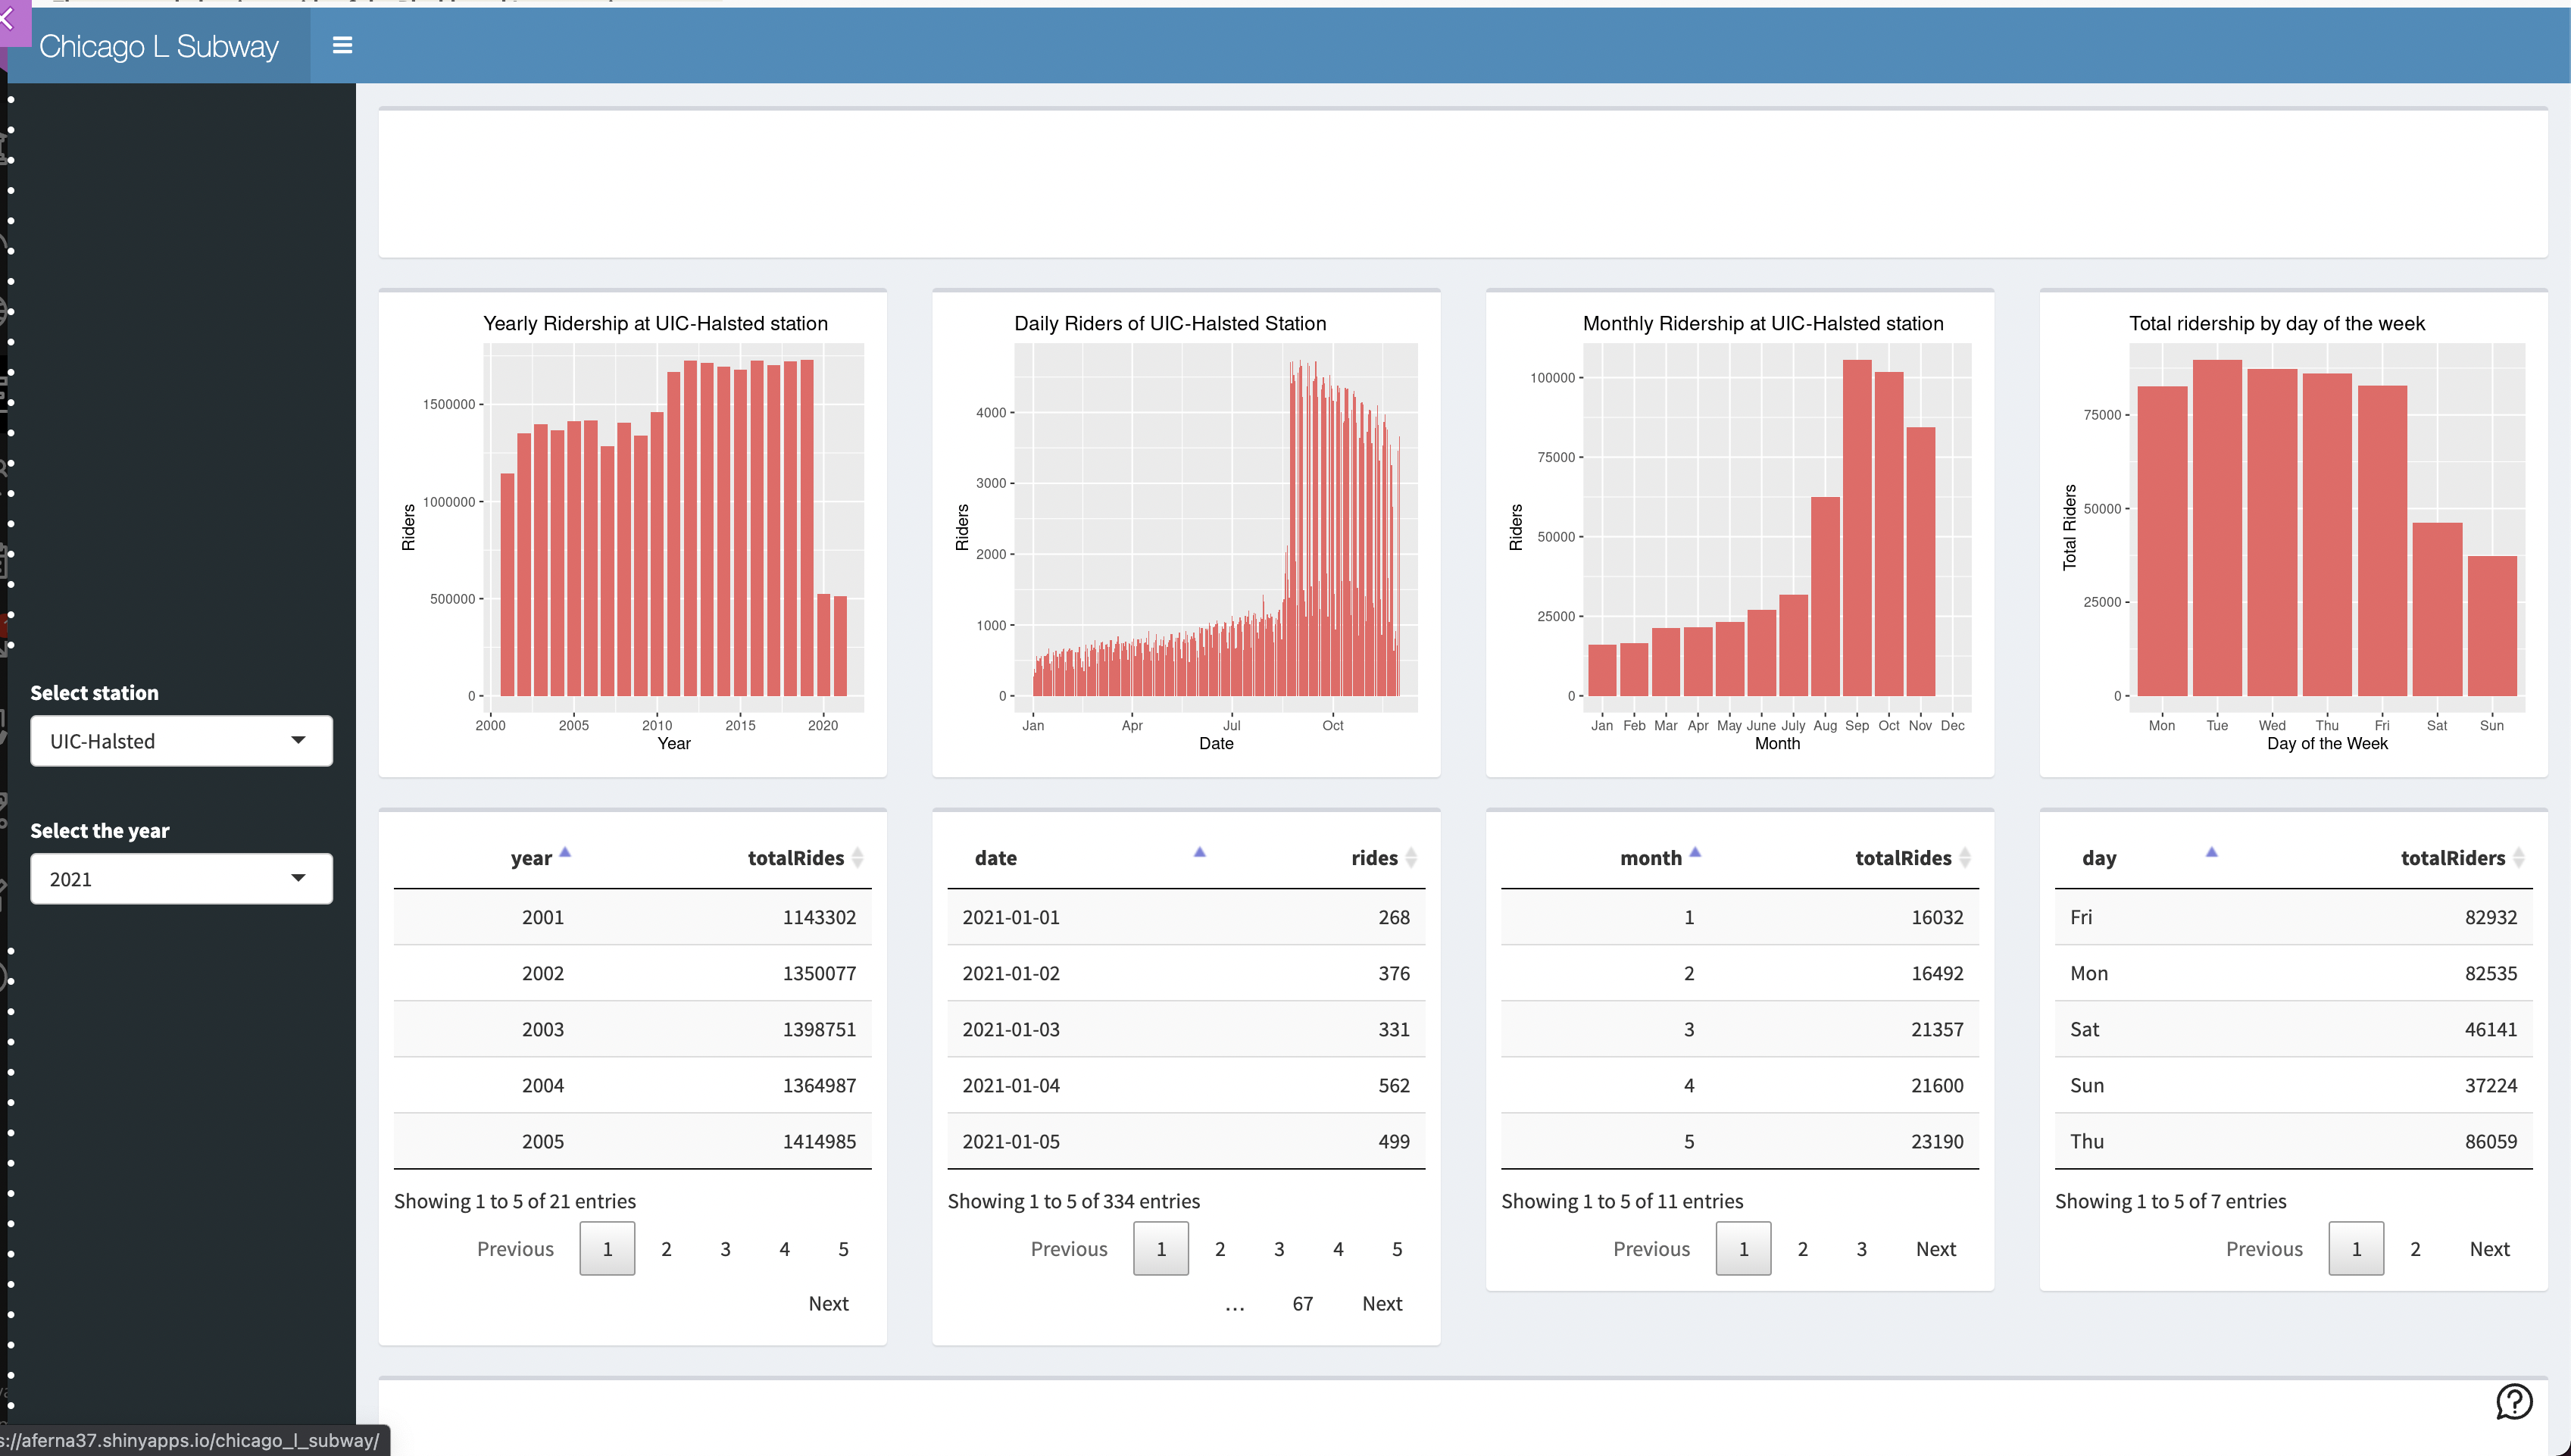 Chicago L Subway
Select station
UIC-Halsted
Select the year
2021
Yearly Ridership at UIC-Halsted station
Riders
1500000
1000000
500000
0
2000 2005 2010 2015 2020
Year
Daily Riders of UIC-Halsted Station
Riders
4000
3000
2000
1000
0
Jan Apr Jul Oct
Date
Monthly Ridership at UIC-Halsted station
Riders
100000
75000
50000
25000
0
Jan Feb Mar Apr May June July Aug Sep Oct Nov Dec
Month
Total ridership by day of the week
Total Riders
75000
50000
25000
0
Mon Tue Wed Thu Fri Sat Sun
Day of the Week
year totalRides
2001 1143302
2002 1350077
2003 1398751
2004 1364987
2005 1414985
Showing 1 to 5 of 21 entries
Previous 1 2 3 4 5
Next
date rides
2021-01-01 268
2021-01-02 376
2021-01-03 331
2021-01-04 562
2021-01-05 499
Showing 1 to 5 of 334 entries
Previous 1 2 3 4 5
… 67 Next
month totalRides
1 16032
2 16492
3 21357
4 21600
5 23190
Showing 1 to 5 of 11 entries
Previous 1 2 3 Next
day totalRiders
Fri 82932
Mon 82535
Sat 46141
Sun 37224
Thu 86059
Showing 1 to 5 of 7 entries
Previous 1 2 Next
s://aferna37.shinyapps.io/chicago_l_subway/